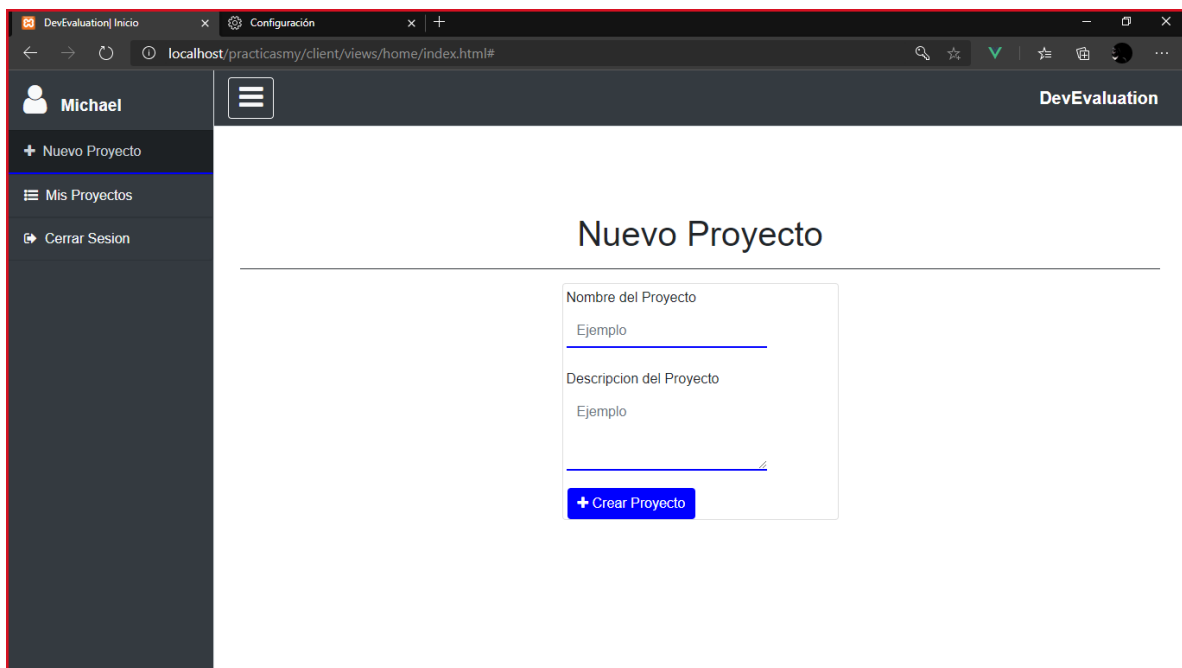 DevEvaluation| Inicio
Configuración
localhost/practicasmy/client/views/home/index.html#
Michael
DevEvaluation
Nuevo Proyecto
Mis Proyectos
Cerrar Sesion
Nuevo Proyecto
Nombre del Proyecto
Ejemplo
Descripcion del Proyecto
Ejemplo
Crear Proyecto